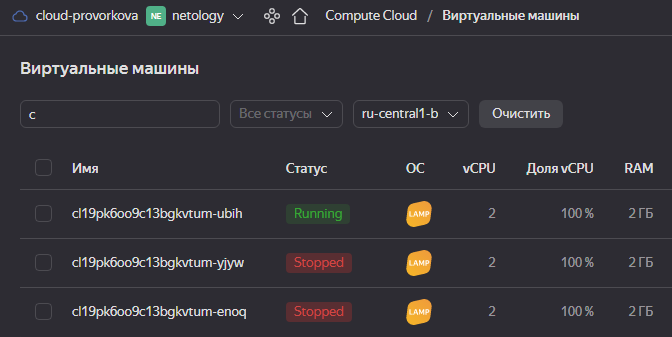 cloud-provorkova NE netology Compute Cloud / Виртуальные машины
Виртуальные машины
c Все статусы ru-central1-b Очистить
Имя Статус ОС vCPU Доля vCPU RAM
cl19pk6oo9c13bgkvtum-ubih Running LAMP 2 100 % 2 ГБ
cl19pk6oo9c13bgkvtum-yjyw Stopped LAMP 2 100 % 2 ГБ
cl19pk6oo9c13bgkvtum-enoq Stopped LAMP 2 100 % 2 ГБ